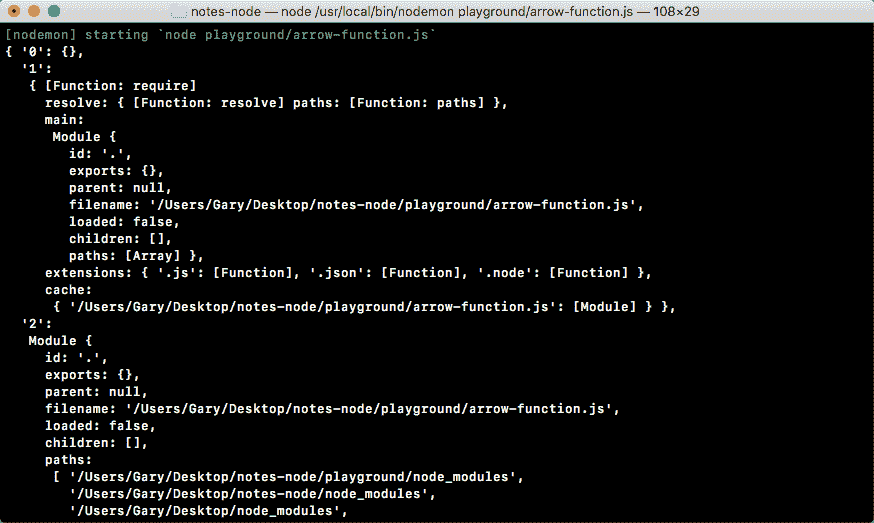 notes-node — node /usr/local/bin/nodemon playground/arrow-function.js — 108×29
[nodemon] starting `node playground/arrow-function.js`
{ '0': {},
  '1':
   { [Function: require]
     resolve: { [Function: resolve] paths: [Function: paths] },
     main:
      Module {
        id: '.',
        exports: {},
        parent: null,
        filename: '/Users/Gary/Desktop/notes-node/playground/arrow-function.js',
        loaded: false,
        children: [],
        paths: [Array] },
     extensions: { '.js': [Function], '.json': [Function], '.node': [Function] },
     cache:
      { '/Users/Gary/Desktop/notes-node/playground/arrow-function.js': [Module] } },
  '2':
   Module {
     id: '.',
     exports: {},
     parent: null,
     filename: '/Users/Gary/Desktop/notes-node/playground/arrow-function.js',
     loaded: false,
     children: [],
     paths:
      [ '/Users/Gary/Desktop/notes-node/playground/node_modules',
        '/Users/Gary/Desktop/notes-node/node_modules',
        '/Users/Gary/Desktop/node_modules',